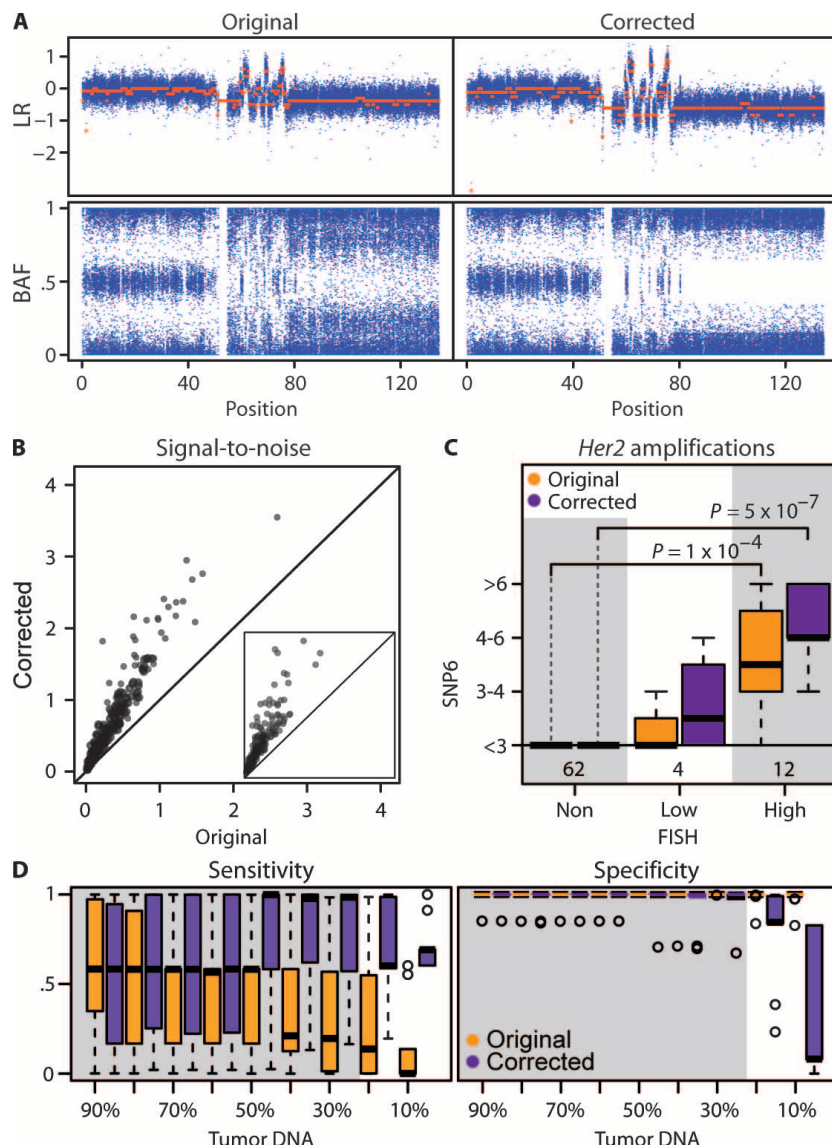 A
Original
Corrected
LR
1
0
−1
−2
BAF
1
.5
0
0
40
80
120
0
40
80
120
Position
Position
B
Signal-to-noise
Corrected
4
3
2
1
0
0
1
2
3
4
Original
C
Her2 amplifications
Original
Corrected
P = 5 x 10−7
P = 1 x 10−4
SNP6
>6
4-6
3-4
<3
62
4
12
Non
Low
High
FISH
D
Sensitivity
Specificity
1
.5
0
Original
Corrected
90%
70%
50%
30%
10%
90%
70%
50%
30%
10%
Tumor DNA
Tumor DNA